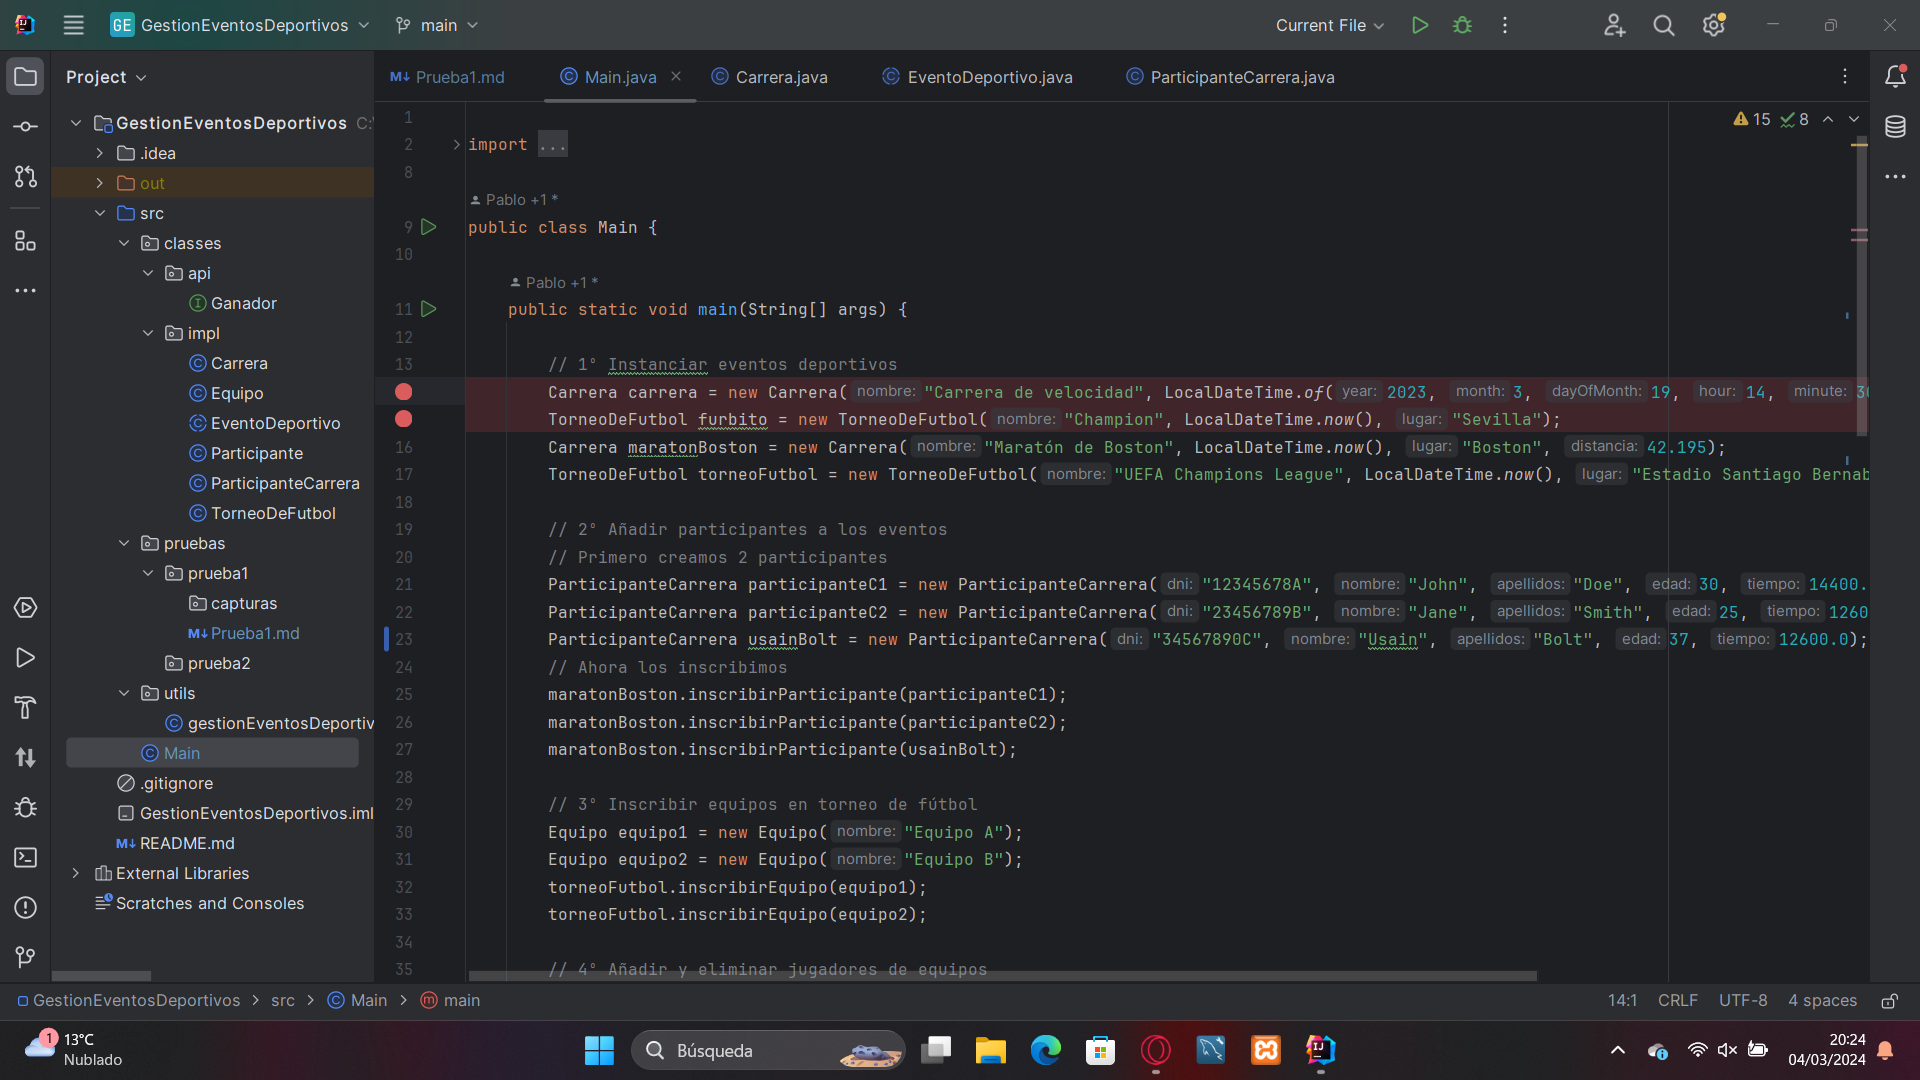 GE GestionEventosDeportivos main Current File
Project
GestionEventosDeportivos C:\
.idea
out
src
classes
api
Ganador
impl
Carrera
Equipo
EventoDeportivo
Participante
ParticipanteCarrera
TorneoDeFutbol
pruebas
prueba1
capturas
M↓ Prueba1.md
prueba2
utils
gestionEventosDeportiv
Main
.gitignore
GestionEventosDeportivos.iml
M↓ README.md
External Libraries
Scratches and Consoles
M↓ Prueba1.md Main.java Carrera.java EventoDeportivo.java ParticipanteCarrera.java
15 8
1
2 import ...
8
Pablo +1 *
9 public class Main {
10
Pablo +1 *
11 public static void main(String[] args) {
12
13 // 1º Instanciar eventos deportivos
Carrera carrera = new Carrera( nombre: "Carrera de velocidad", LocalDateTime.of( year: 2023, month: 3, dayOfMonth: 19, hour: 14, minute: 30
TorneoDeFutbol furbito = new TorneoDeFutbol( nombre: "Champion", LocalDateTime.now(), lugar: "Sevilla");
16 Carrera maratonBoston = new Carrera( nombre: "Maratón de Boston", LocalDateTime.now(), lugar: "Boston", distancia: 42.195);
17 TorneoDeFutbol torneoFutbol = new TorneoDeFutbol( nombre: "UEFA Champions League", LocalDateTime.now(), lugar: "Estadio Santiago Bernab
18
19 // 2º Añadir participantes a los eventos
20 // Primero creamos 2 participantes
21 ParticipanteCarrera participanteC1 = new ParticipanteCarrera( dni: "12345678A", nombre: "John", apellidos: "Doe", edad: 30, tiempo: 14400.
22 ParticipanteCarrera participanteC2 = new ParticipanteCarrera( dni: "23456789B", nombre: "Jane", apellidos: "Smith", edad: 25, tiempo: 1260
23 ParticipanteCarrera usainBolt = new ParticipanteCarrera( dni: "34567890C", nombre: "Usain", apellidos: "Bolt", edad: 37, tiempo: 12600.0);
24 // Ahora los inscribimos
25 maratonBoston.inscribirParticipante(participanteC1);
26 maratonBoston.inscribirParticipante(participanteC2);
27 maratonBoston.inscribirParticipante(usainBolt);
28
29 // 3º Inscribir equipos en torneo de fútbol
30 Equipo equipo1 = new Equipo( nombre: "Equipo A");
31 Equipo equipo2 = new Equipo( nombre: "Equipo B");
32 torneoFutbol.inscribirEquipo(equipo1);
33 torneoFutbol.inscribirEquipo(equipo2);
34
35 // 4º Añadir y eliminar jugadores de equipos
GestionEventosDeportivos > src > Main > main 14:1 CRLF UTF-8 4 spaces
1 13°C
Nublado
Búsqueda
20:24
04/03/2024